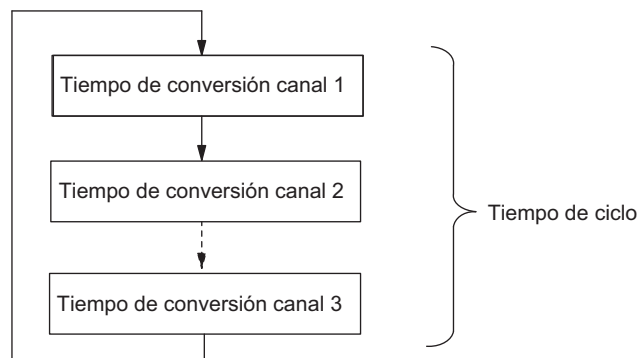 Tiempo de conversión canal 1
Tiempo de conversión canal 2
Tiempo de ciclo
Tiempo de conversión canal 3